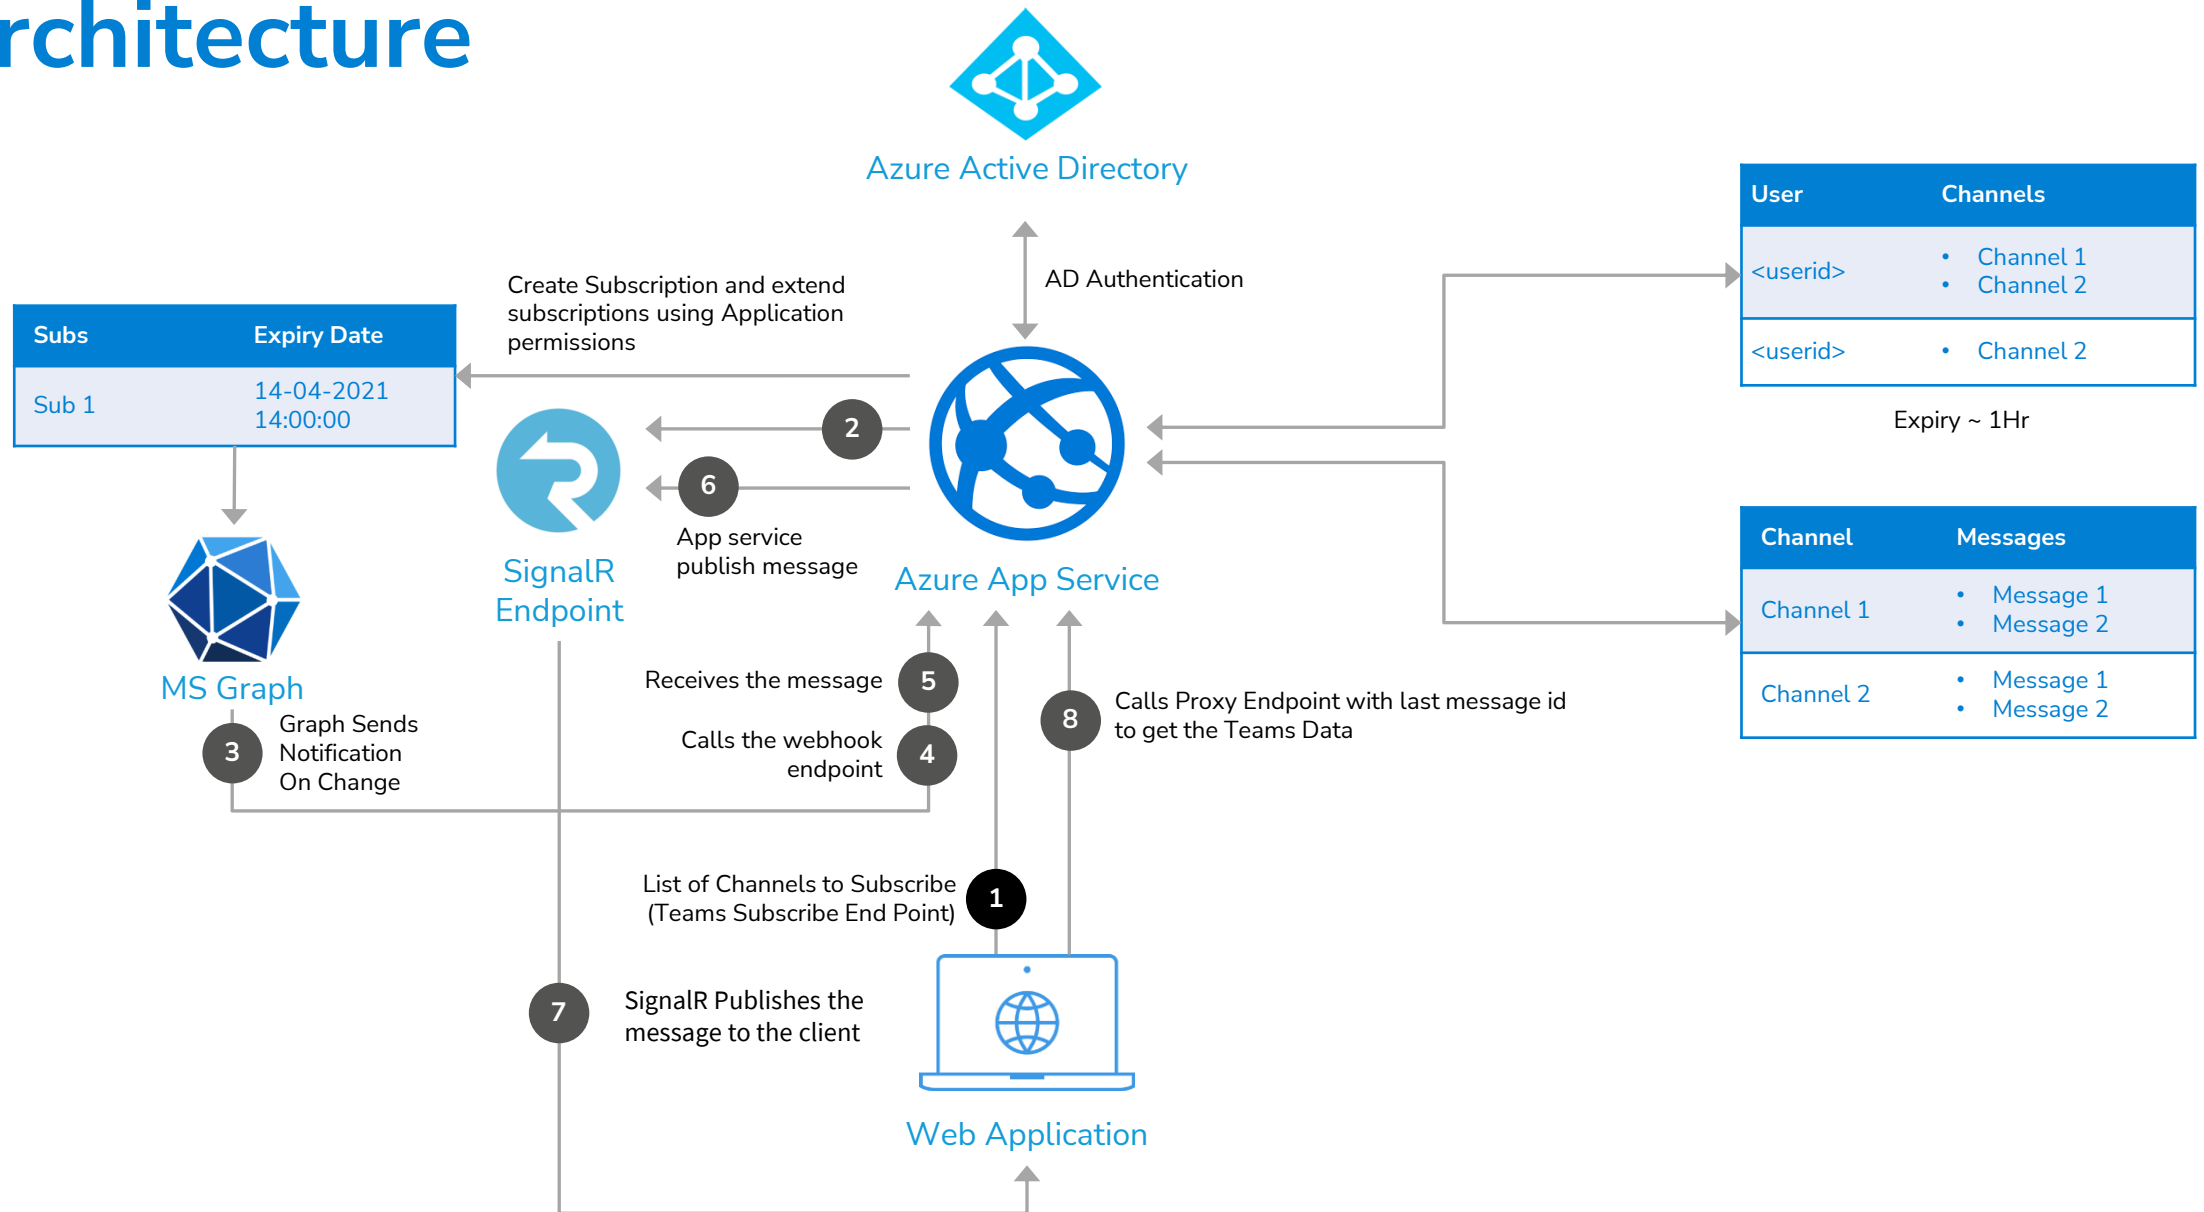 rchitecture
Azure Active Directory
AD Authentication
Create Subscription and extend
subscriptions using Application
permissions
Subs Expiry Date
Sub 1 14-04-2021
14:00:00
User Channels
<userid> • Channel 1
• Channel 2
<userid> • Channel 2
Expiry ~ 1Hr
2
6
App service
publish message
SignalR
Endpoint
Azure App Service
MS Graph
3
Graph Sends
Notification
On Change
Receives the message 5
Calls the webhook
endpoint
4
8
Calls Proxy Endpoint with last message id
to get the Teams Data
Channel Messages
Channel 1 • Message 1
• Message 2
Channel 2 • Message 1
• Message 2
List of Channels to Subscribe
(Teams Subscribe End Point)
1
7
SignalR Publishes the
message to the client
Web Application